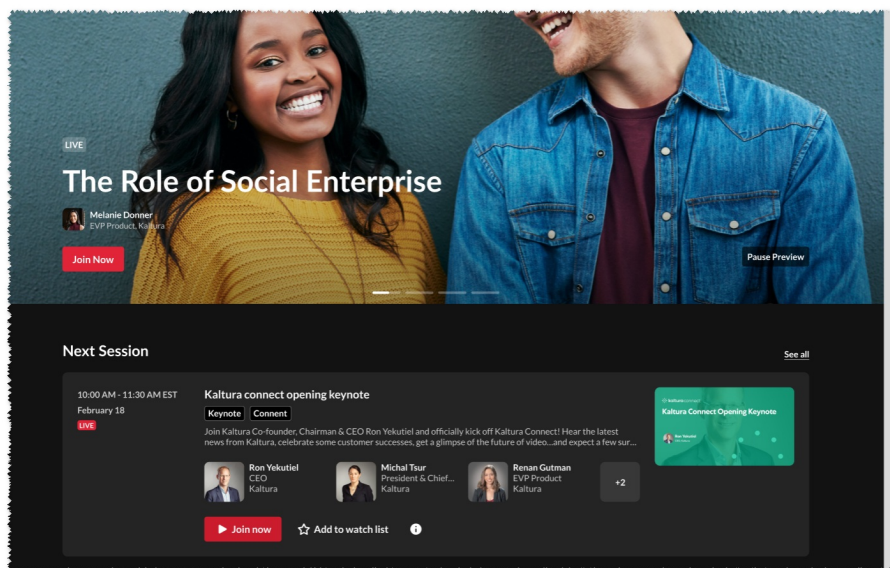 LIVE
The Role of Social Enterprise
Melanie Donner
EVP Product, Kaltura
Join Now
Pause Preview
Next Session
See all
10:00 AM - 11:30 AM EST
February 18
LIVE
Kaltura connect opening keynote
Keynote Connent
Join Kaltura Co-founder, Chairman & CEO Ron Yekutiel and officially kick off Kaltura Connect! Hear the latest
news from Kaltura, celebrate some customer successes, get a glimpse of the future of video...and expect a few sur...
Ron Yekutiel
CEO
Kaltura
Michal Tsur
President & Chief...
Kaltura
Renan Gutman
EVP Product
Kaltura
+2
Join now
Add to watch list
kalturaconnect
Kaltura Connect Opening Keynote
Ron Yekutiel